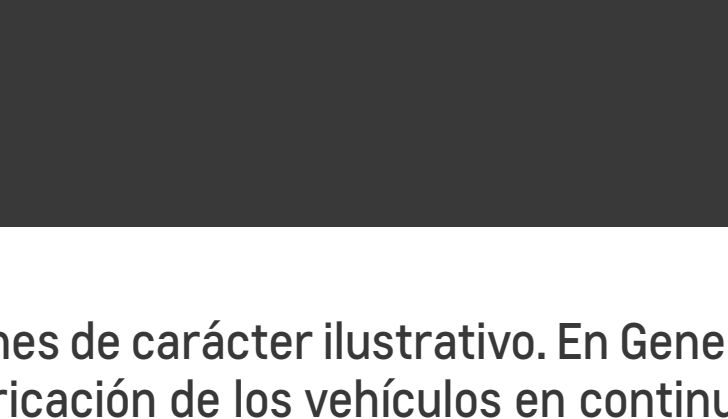 nes de carácter ilustrativo. En Gene
ricación de los vehículos en continu